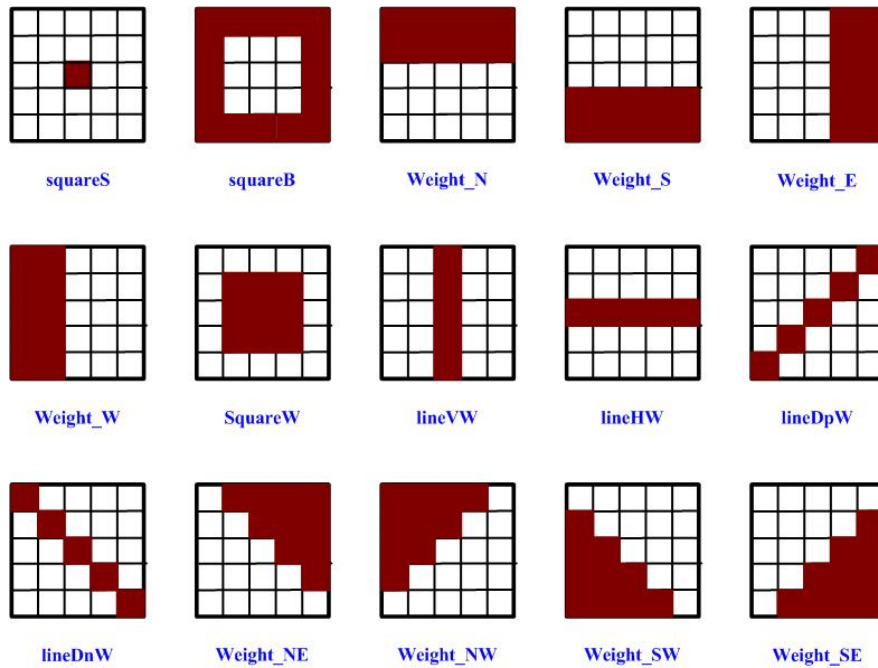 squareS squareB Weight_N Weight_S Weight_E
Weight_W SquareW lineVW lineHW lineDpW
lineDnW Weight_NE Weight_NW Weight_SW Weight_SE